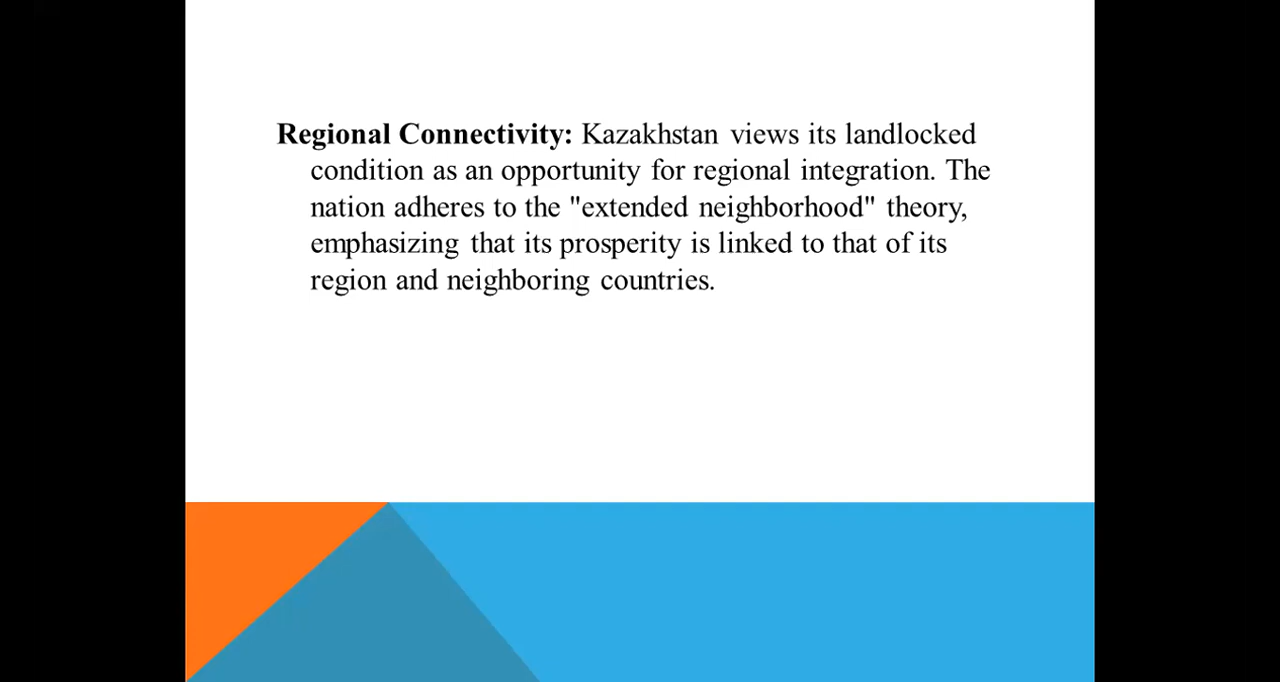 Regional Connectivity: Kazakhstan views its landlocked
condition as an opportunity for regional integration. The
nation adheres to the "extended neighborhood" theory,
emphasizing that its prosperity is linked to that of its
region and neighboring countries.